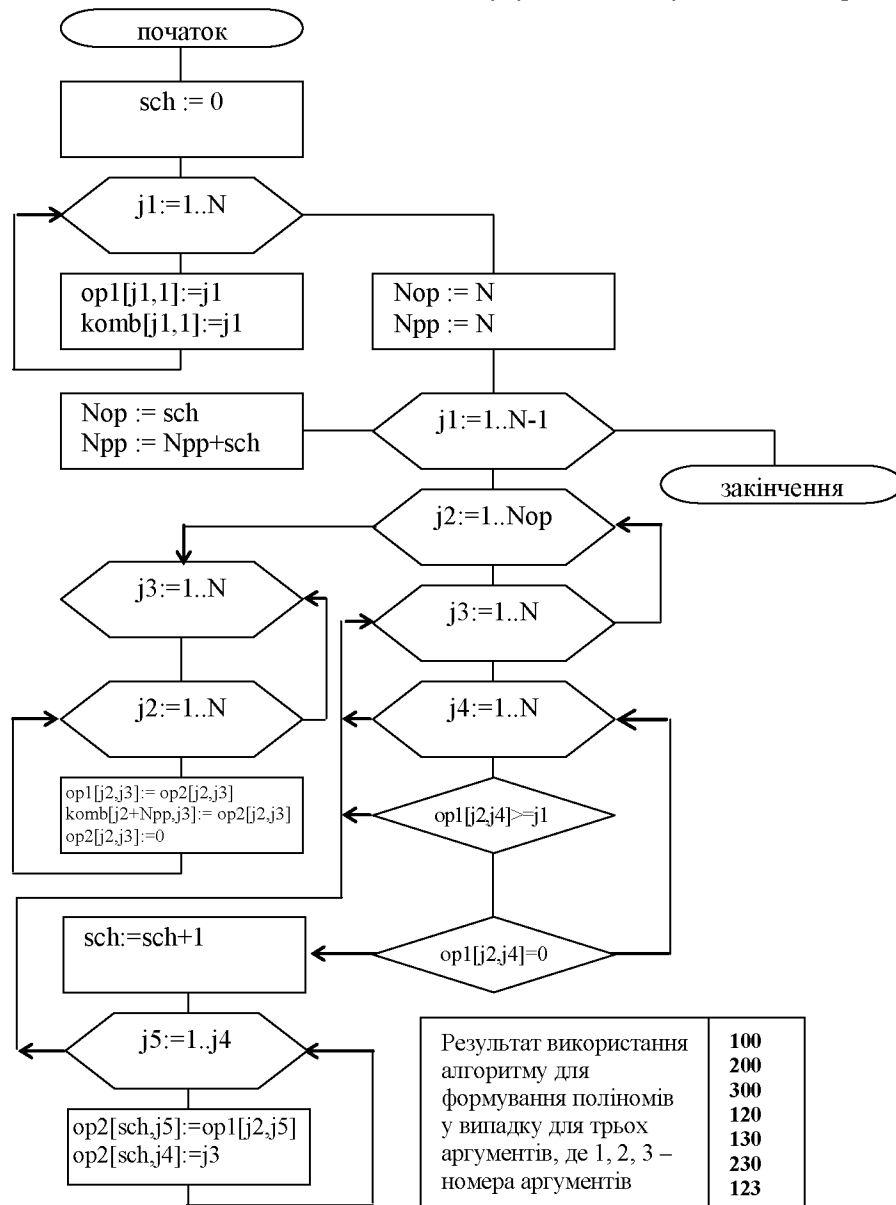 початок
sch := 0
j1:=1..N
op1[j1,1]:=j1
komb[j1,1]:=j1
Nop := N
Npp := N
Nop := sch
Npp := Npp+sch
j1:=1..N-1
закінчення
j2:=1..Nop
j3:=1..N
j3:=1..N
j2:=1..N
j4:=1..N
op1[j2,j3]:= op2[j2,j3]
komb[j2+Npp,j3]:= op2[j2,j3]
op2[j2,j3]:=0
op1[j2,j4]>=j1
sch:=sch+1
op1[j2,j4]=0
j5:=1..j4
op2[sch,j5]:=op1[j2,j5]
op2[sch,j4]:=j3
Результат використання
алгоритму для
формування поліномів
у випадку для трьох
аргументів, де 1, 2, 3 –
номера аргументів
100
200
300
120
130
230
123